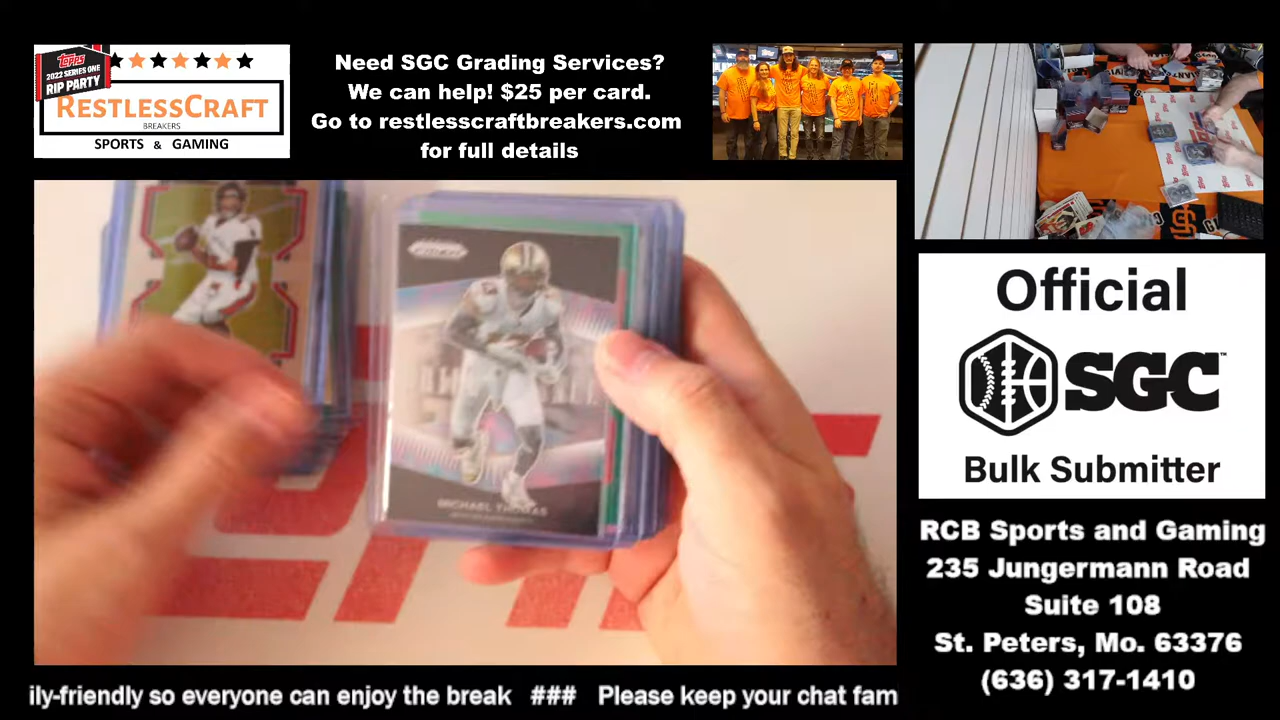 Topps
2022 SERIES ONE
RIP PARTY
RESTLESSCRAFT
BREAKERS
SPORTS & GAMING
Need SGC Grading Services?
We can help! $25 per card.
Go to restlesscraftbreakers.com
for full details
PRIZM
MICHAEL THOMAS
Official
SGC™
Bulk Submitter
RCB Sports and Gaming
235 Jungermann Road
Suite 108
St. Peters, Mo. 63376
(636) 317-1410
ily-friendly so everyone can enjoy the break ### Please keep your chat fam